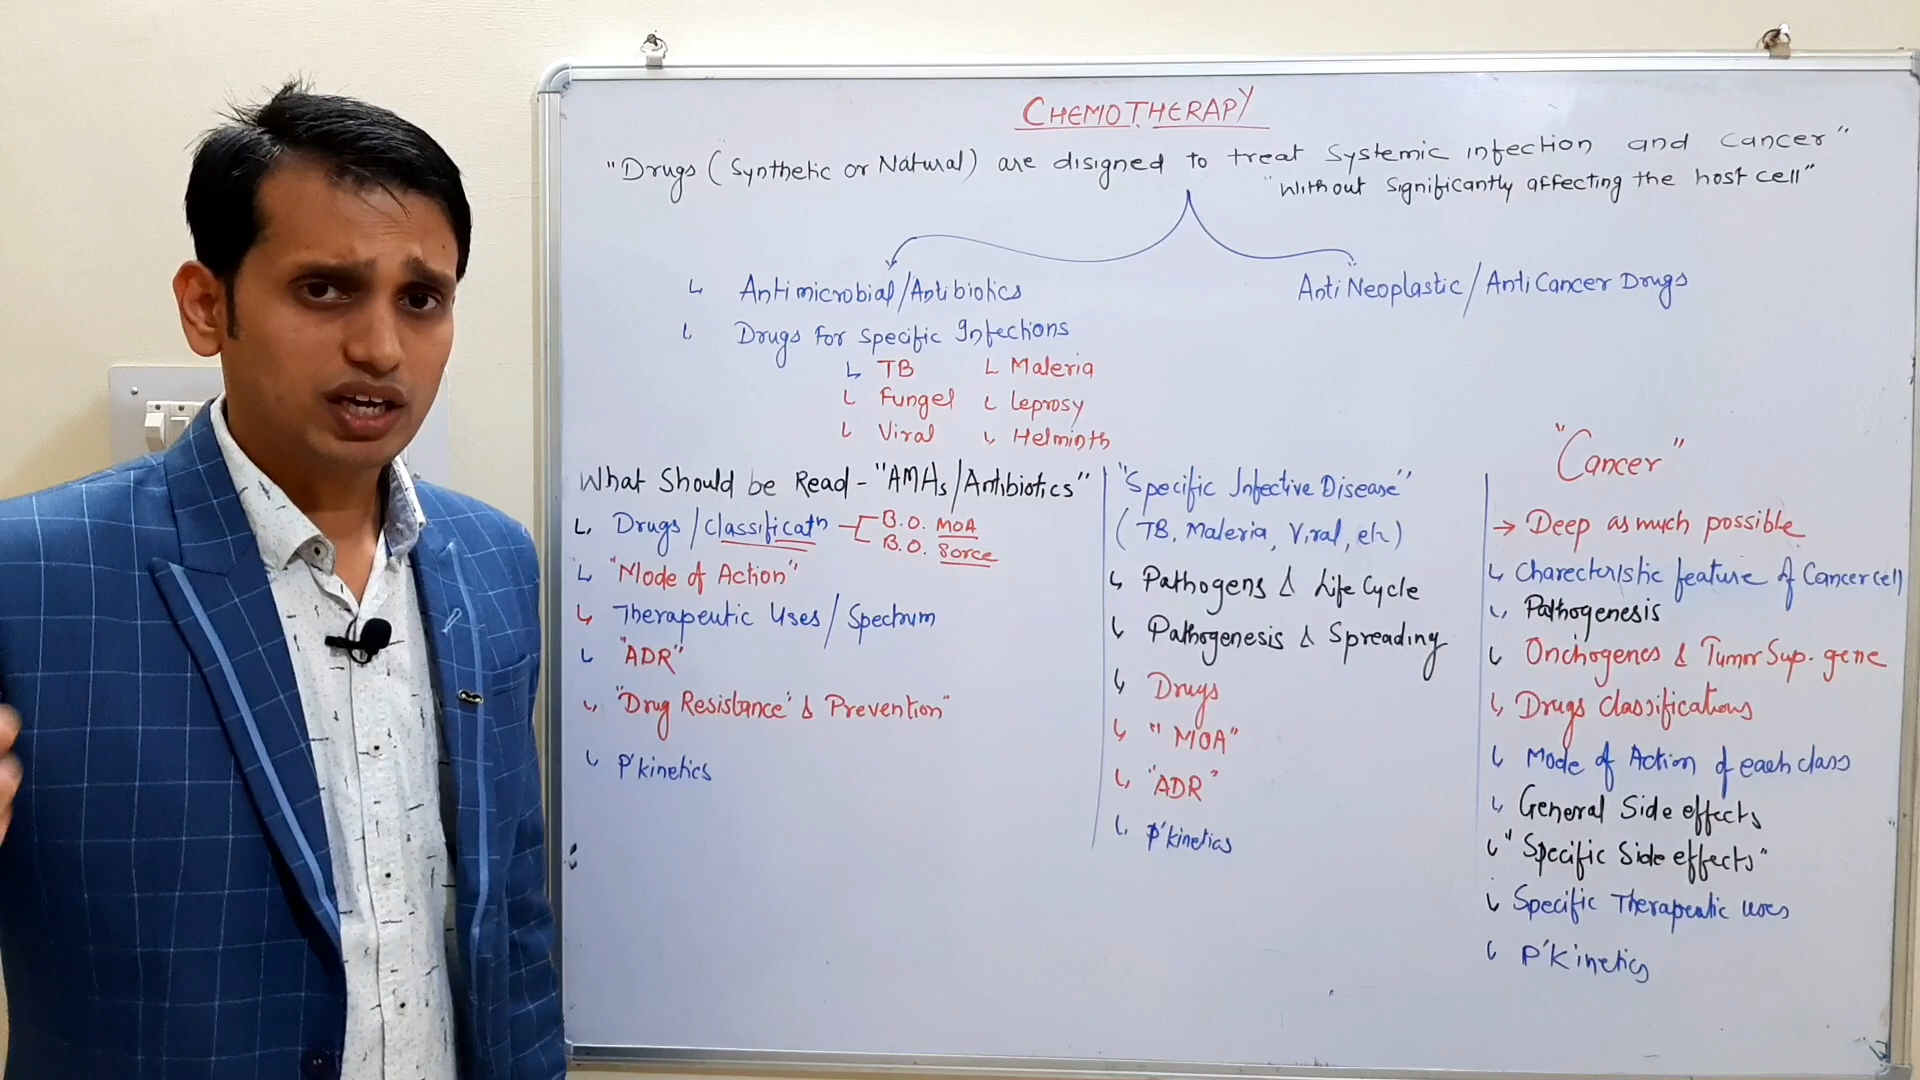 CHEMOTHERAPY
"Drugs (Synthetic or Natural) are disigned to treat Systemic infection and cancer"
"Without significantly affecting the host cell"
Antimicrobial/Antibiotics
AntiNeoplastic/AntiCancer Drugs
Drugs for specific Infections
TB
Maleria
Fungel
leprosy
Viral
Helminth
What Should be Read - "AMAs/Antibiotics"
Drugs/classificatn
B.O. MOA
B.O. Sorce
"Mode of Action"
Therapeutic Uses/Spectrum
"ADR"
"Drug Resistance" & Prevention"
P'kinetics
"Specific Infective Disease"
(TB, Maleria, Viral, etc)
Pathogens & Life Cycle
Pathogenesis & Spreading
Drugs
"MOA"
"ADR"
P'kinetics
"Cancer"
→ Deep as much possible
Charecteristic feature of Cancer cell
Pathogenesis
Onchogenes & Tumor Sup. gene
Drugs classifications
Mode of Action of each class
General Side effects
"Specific Side effects"
Specific Therapeutic uses
P'Kinetics